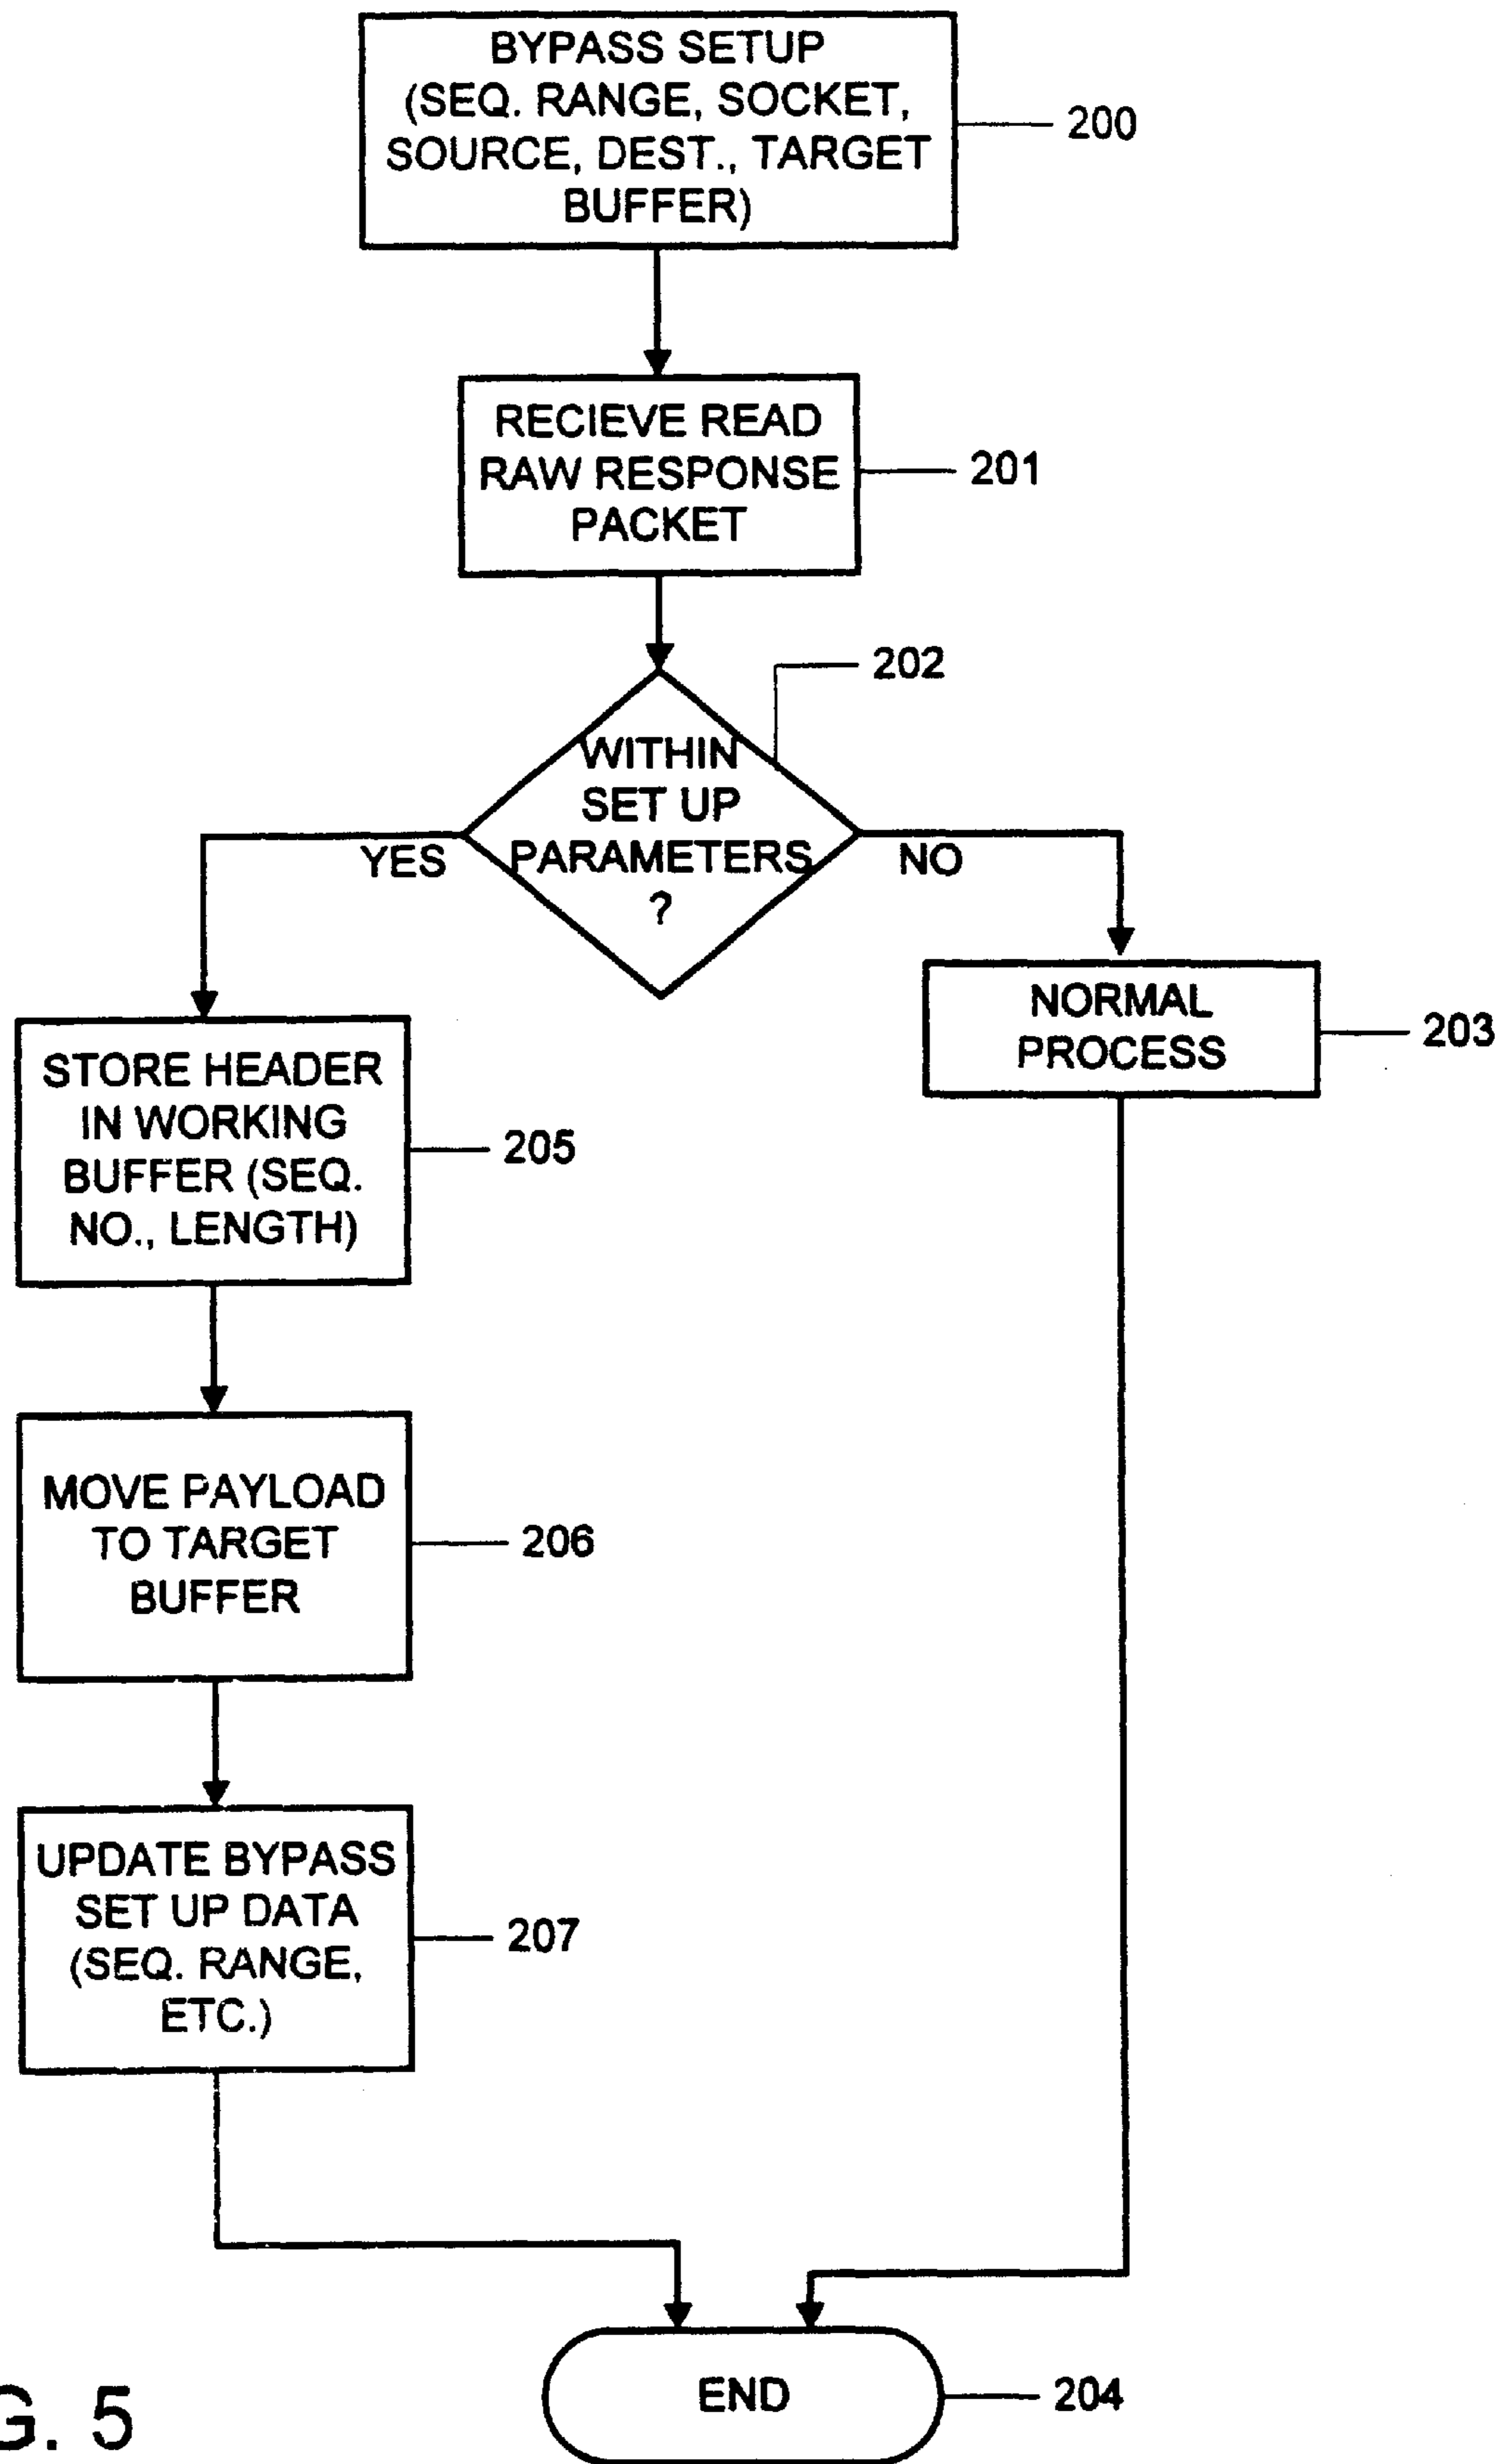 BYPASS SETUP
(SEQ. RANGE, SOCKET,
SOURCE, DEST., TARGET
BUFFER)
200
RECIEVE READ
RAW RESPONSE
PACKET
201
202
WITHIN
SET UP
PARAMETERS
?
YES
NO
NORMAL
PROCESS
203
STORE HEADER
IN WORKING
BUFFER (SEQ.
NO., LENGTH)
205
MOVE PAYLOAD
TO TARGET
BUFFER
206
UPDATE BYPASS
SET UP DATA
(SEQ. RANGE,
ETC.)
207
END
204
G. 5